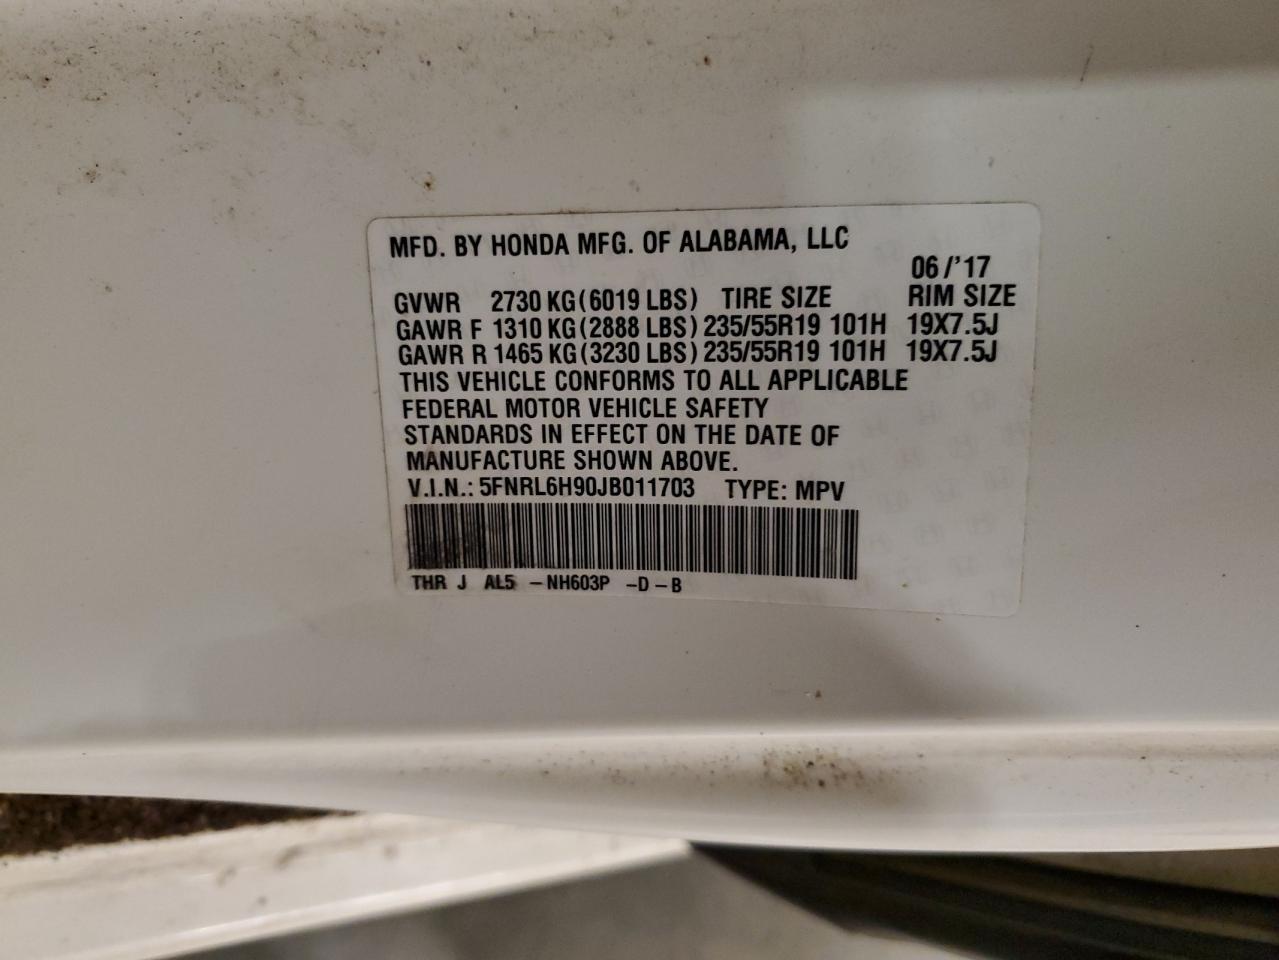 MFD. BY HONDA MFG. OF ALABAMA, LLC
06/'17
GVWR 2730 KG(6019 LBS) TIRE SIZE RIM SIZE
GAWR F 1310 KG(2888 LBS) 235/55R19 101H 19X7.5J
GAWR R 1465 KG(3230 LBS) 235/55R19 101H 19X7.5J
THIS VEHICLE CONFORMS TO ALL APPLICABLE
FEDERAL MOTOR VEHICLE SAFETY
STANDARDS IN EFFECT ON THE DATE OF
MANUFACTURE SHOWN ABOVE.
V.I.N.: 5FNRL6H90JB011703 TYPE: MPV
THR J AL5 -NH603P -D-B